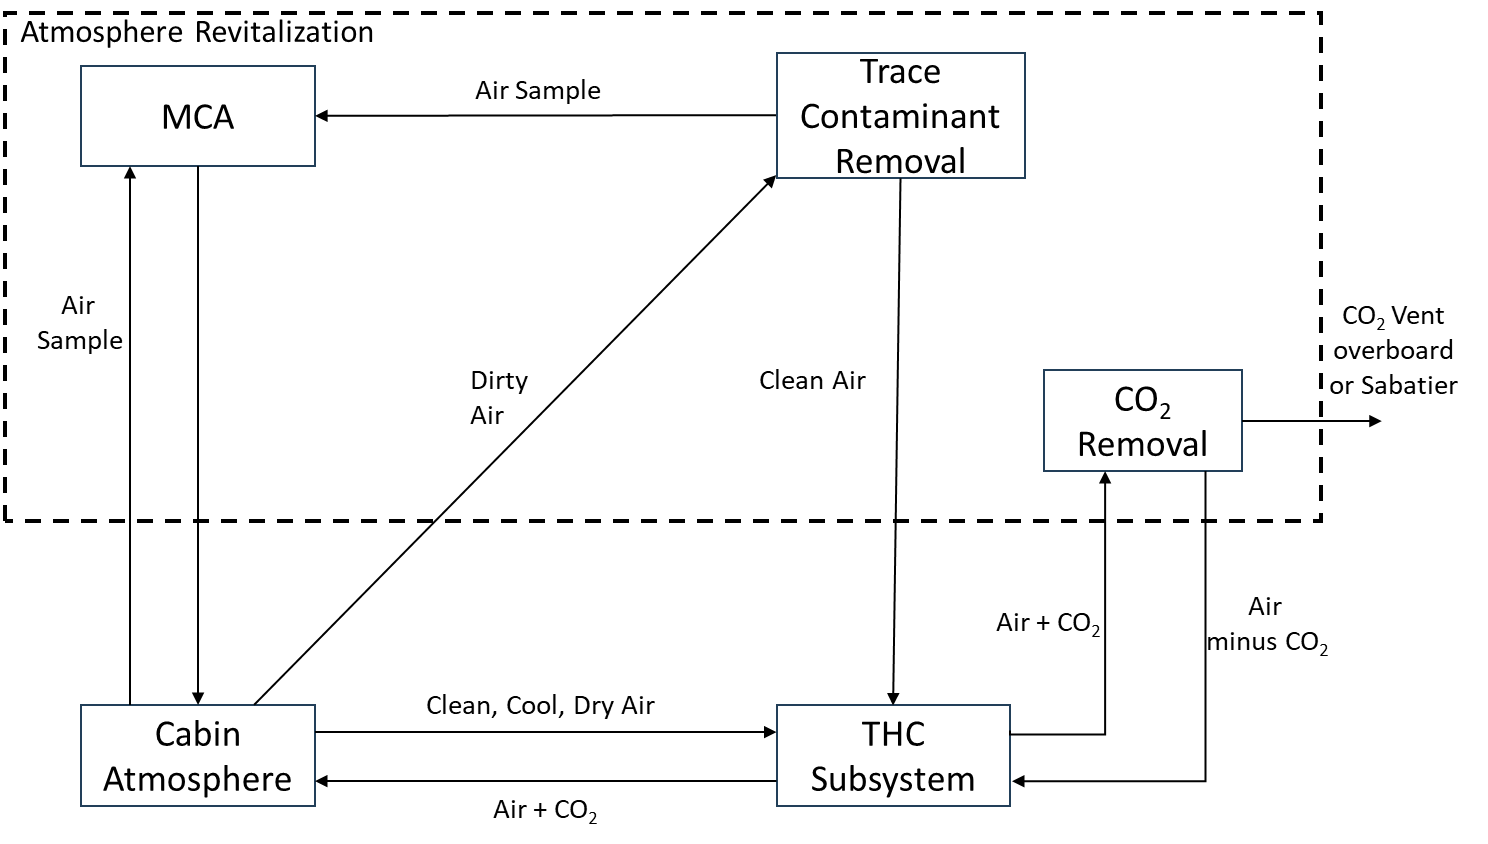 Atmosphere Revitalization
MCA
Air Sample
Trace
Contaminant
Removal
Air
Sample
Dirty
Air
Clean Air
CO₂
Removal
CO₂ Vent
overboard
or Sabatier
Air + CO₂
Air
minus CO₂
Cabin
Atmosphere
Clean, Cool, Dry Air
Air + CO₂
THC
Subsystem